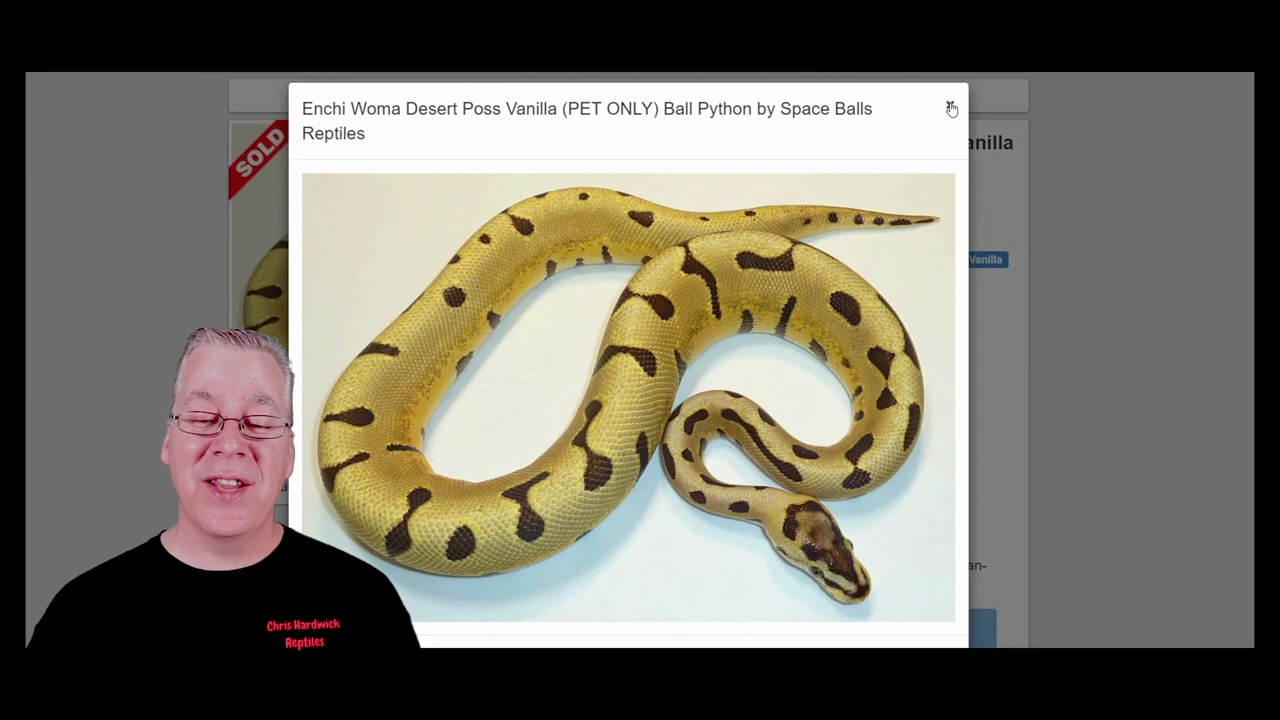 Enchi Woma Desert Poss Vanilla (PET ONLY) Ball Python by Space Balls
Reptiles
SOLD
anilla
Vanilla
an-
Chris Hardwick
Reptiles